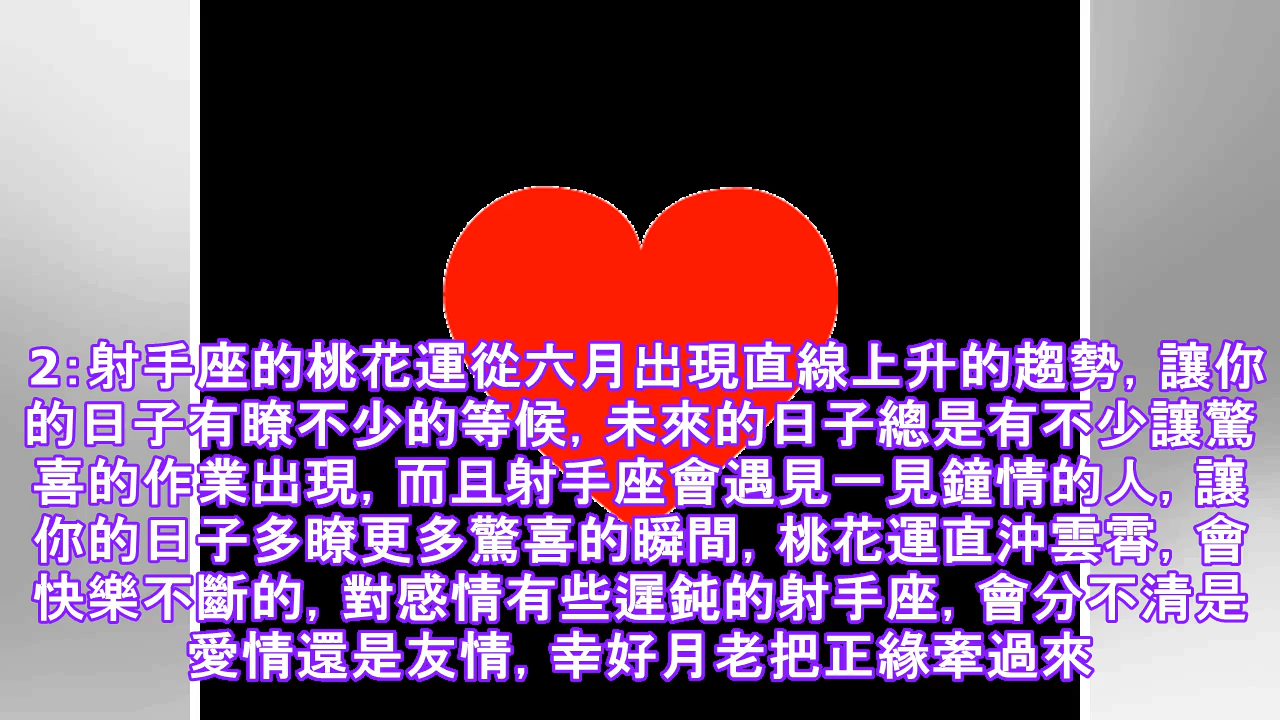 2:射手座的桃花運從六月出現直線上升的趨勢, 讓你
的日子有瞭不少的等候, 未來的日子總是有不少讓驚
喜的作業出現, 而且射手座會遇見一見鐘情的人, 讓
你的日子多瞭更多驚喜的瞬間, 桃花運直沖雲霄, 會
快樂不斷的, 對感情有些遲鈍的射手座, 會分不清是
愛情還是友情, 幸好月老把正緣牽過來